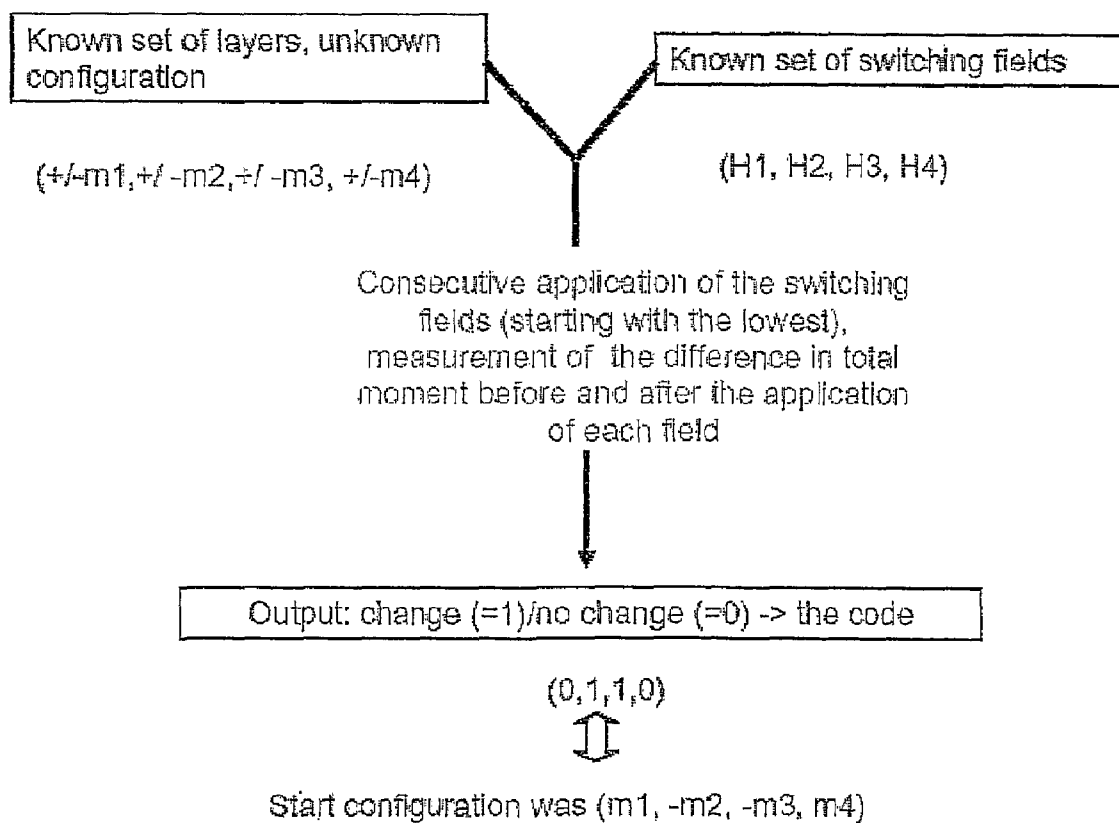 Known set of layers, unknown
configuration
Known set of switching fields
(+/-m1,+/ -m2,+/ -m3, +/-m4)
(H1, H2, H3, H4)
Consecutive application of the switching
fields (starting with the lowest),
measurement of the difference in total
moment before and after the application
of each field
Output: change (=1)/no change (=0) -> the code
(0,1,1,0)
Start configuration was (m1, -m2, -m3, m4)